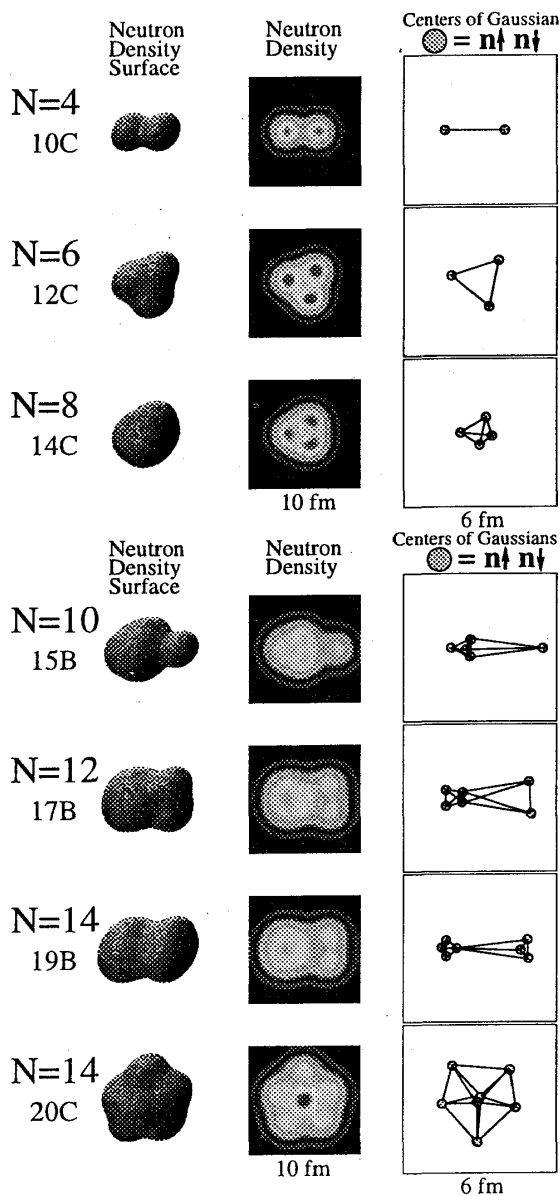 Neutron
Density
Surface
Neutron
Density
Centers of Gaussian
= n↑ n↓
N=4
10C
N=6
12C
N=8
14C
10 fm
6 fm
Neutron
Density
Surface
Neutron
Density
Centers of Gaussians
= n↑ n↓
N=10
15B
N=12
17B
N=14
19B
N=14
20C
10 fm
6 fm